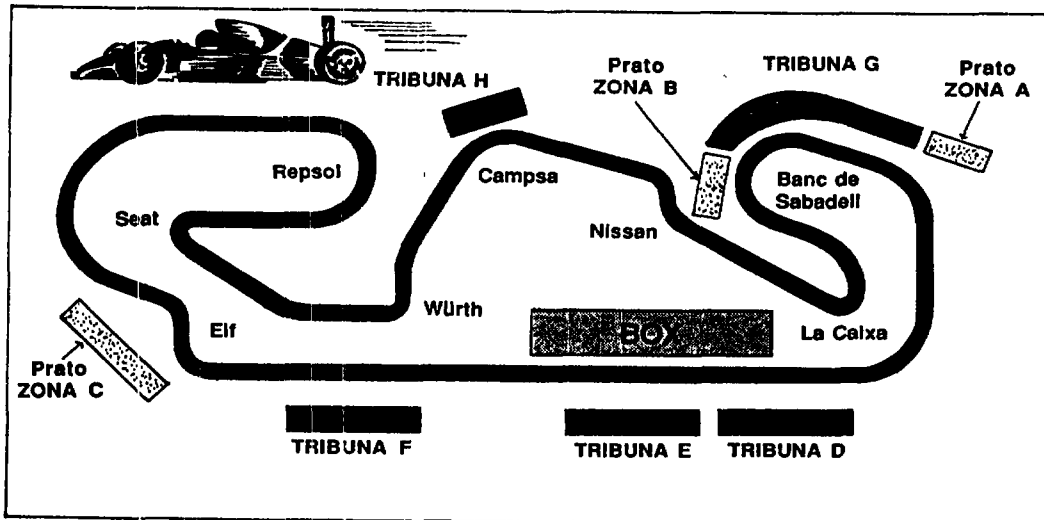 TRIBUNA H
Prato
ZONA B
TRIBUNA G
Prato
ZONA A
Repsol
Campsa
Banc de
Sabadell
Seat
Nissan
Elf
Würth
BOX
La Caixa
Prato
ZONA C
TRIBUNA F
TRIBUNA E
TRIBUNA D